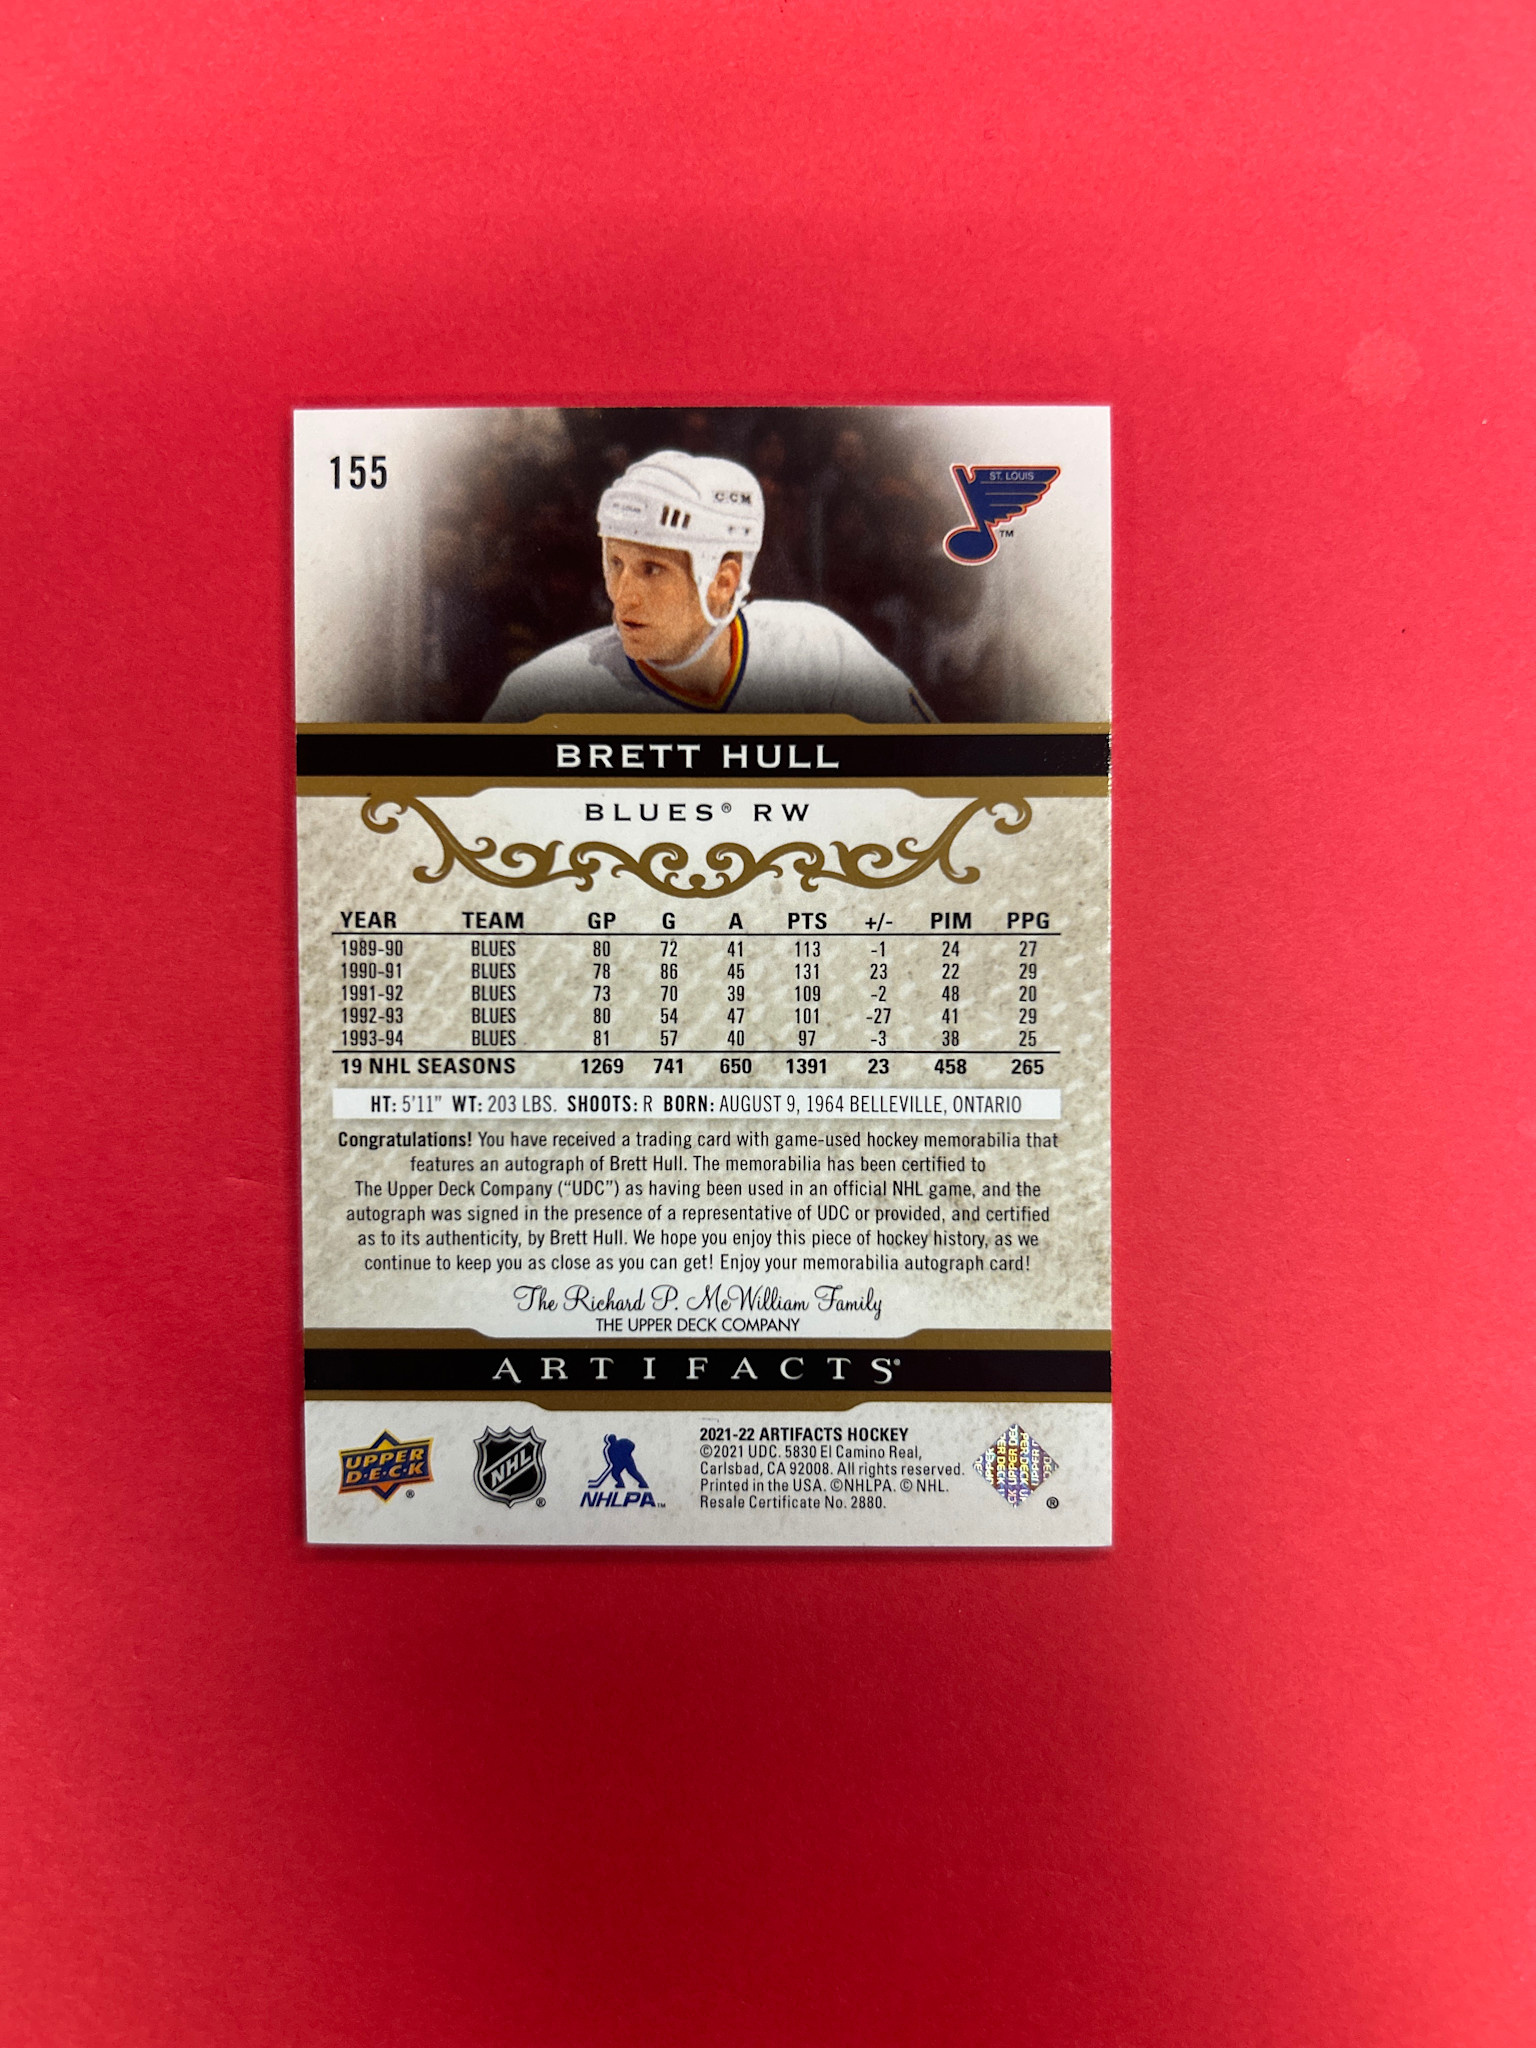 155
CCM
ST. LOUIS
ST. LOUIS
TM
BRETT HULL
BLUES® RW
YEAR TEAM GP G A PTS +/- PIM PPG
1989-90 BLUES 80 72 41 113 -1 24 27
1990-91 BLUES 78 86 45 131 23 22 29
1991-92 BLUES 73 70 39 109 -2 48 20
1992-93 BLUES 80 54 47 101 -27 41 29
1993-94 BLUES 81 57 40 97 -3 38 25
19 NHL SEASONS 1269 741 650 1391 23 458 265
HT: 5'11" WT: 203 LBS. SHOOTS: R BORN: AUGUST 9, 1964 BELLEVILLE, ONTARIO
Congratulations! You have received a trading card with game-used hockey memorabilia that
features an autograph of Brett Hull. The memorabilia has been certified to
The Upper Deck Company (“UDC”) as having been used in an official NHL game, and the
autograph was signed in the presence of a representative of UDC or provided, and certified
as to its authenticity, by Brett Hull. We hope you enjoy this piece of hockey history, as we
continue to keep you as close as you can get! Enjoy your memorabilia autograph card!
The Richard P. McWilliam Family
THE UPPER DECK COMPANY
ARTIFACTS®
UPPER
D·E·C·K ®
NHL ®
NHLPA™
2021-22 ARTIFACTS HOCKEY
©2021 UDC. 5830 El Camino Real,
Carlsbad, CA 92008. All rights reserved.
Printed in the USA. ©NHLPA. © NHL.
Resale Certificate No. 2880.
UPPER DECK
®